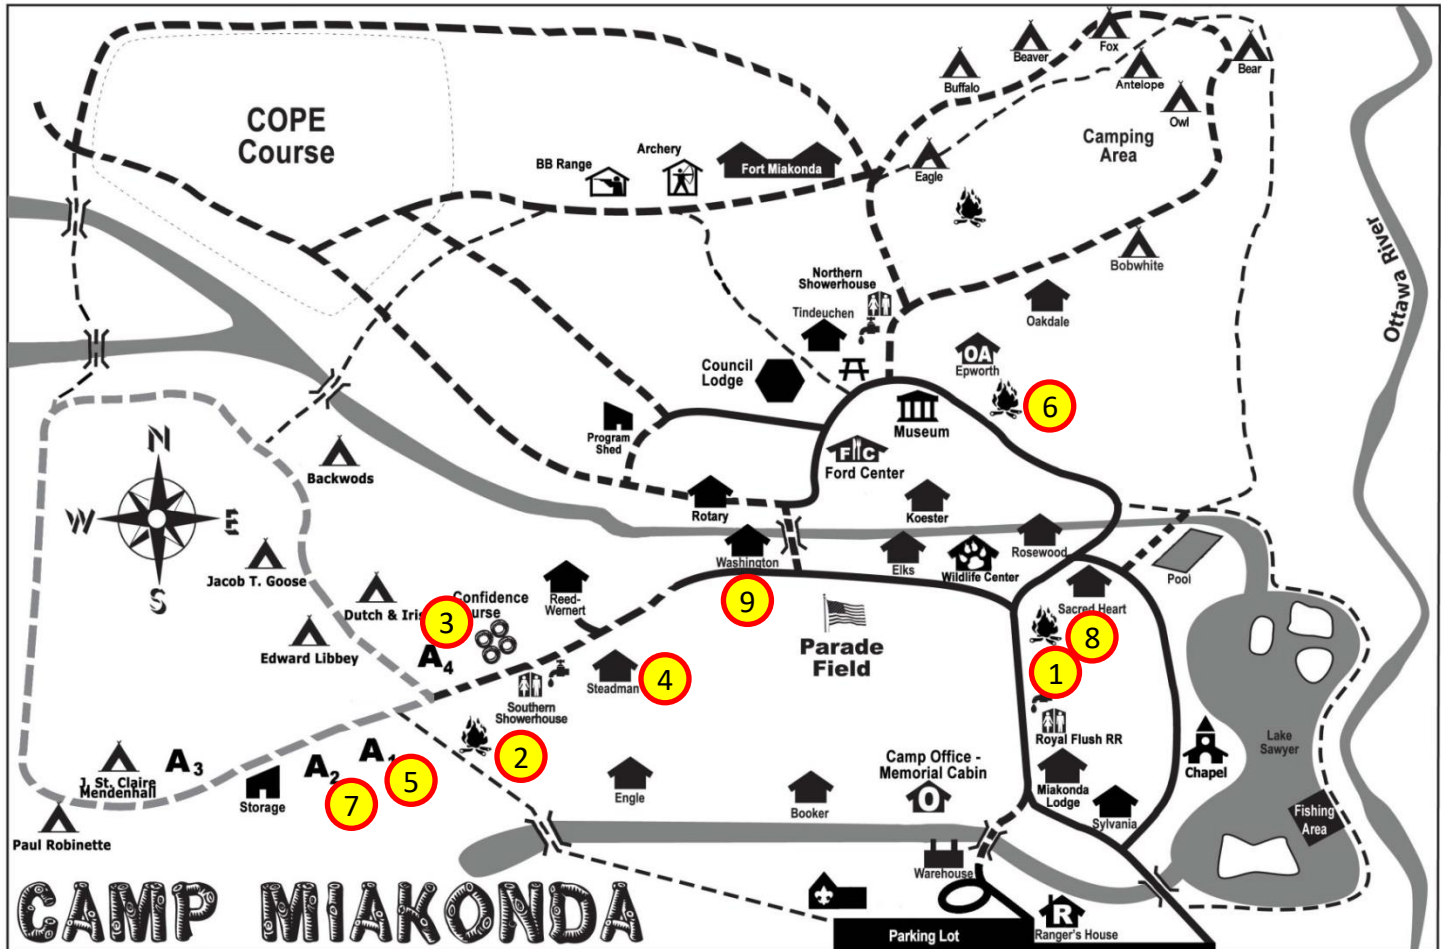 Fox
Beaver
Bear
Buffalo
Antelope
Owl
COPE
Course
Camping
Area
Archery
BB Range
Fort Miakonda
Eagle
Ottawa River
Bobwhite
Northern
Showerhouse
Tindeuchen
Oakdale
OA
Epworth
Council
Lodge
6
Museum
Program
Shed
F C
Ford Center
N
W E
S
Backwods
Rotary
Koester
Rosewood
Washington
Elks
Wildlife Center
Pool
Jacob T. Goose
Reed-
Wernert
Sacred Heart
9
Dutch &
Confidence
3
8
Parade
Field
Edward Libbey
A4
Steadman
4
1
Southern
Showerhouse
2
Royal Flush RR
Lake
Sawyer
A3
A2
5
7
J. St. Claire
Mendenhall
Storage
Camp Office -
Memorial Cabin
O
Engle
Booker
Miakonda
Lodge
Chapel
Sylvania
Fishing
Area
Paul Robinette
Warehouse
CAMP MIAKONDA
R
Ranger's House
Parking Lot